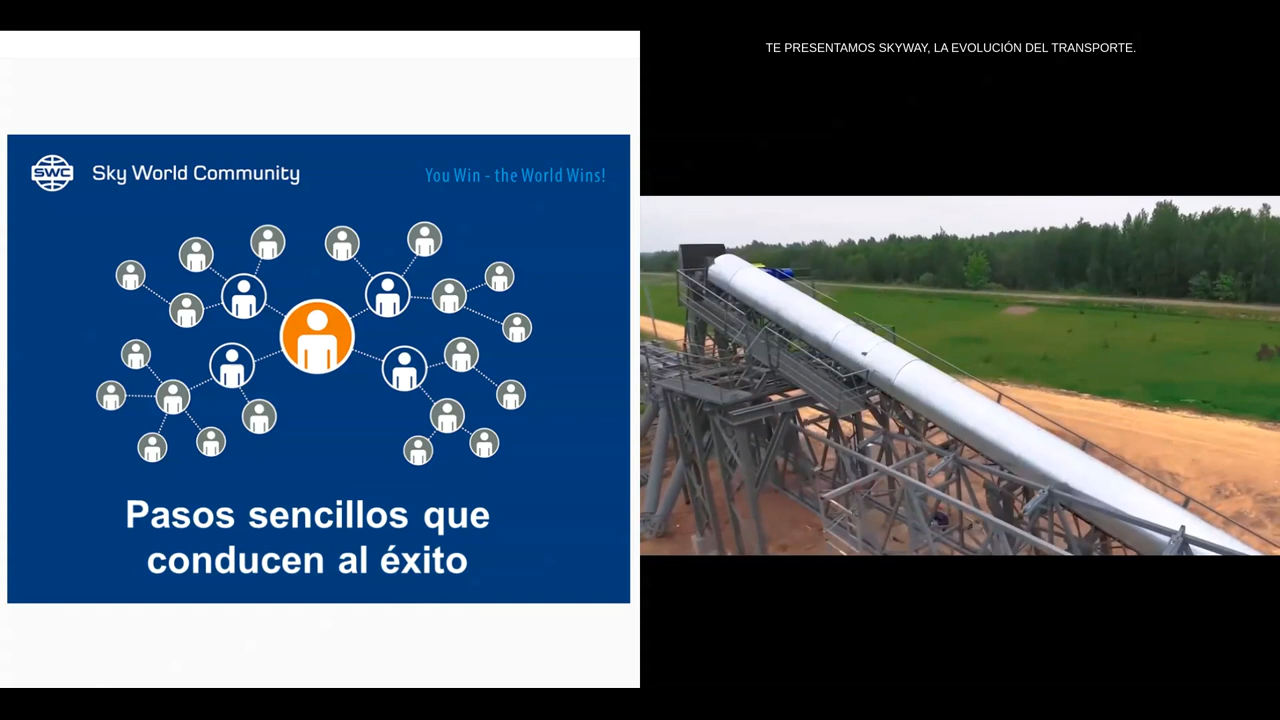 SWC
Sky World Community
You Win - the World Wins!
Pasos sencillos que
conducen al éxito
TE PRESENTAMOS SKYWAY, LA EVOLUCIÓN DEL TRANSPORTE.